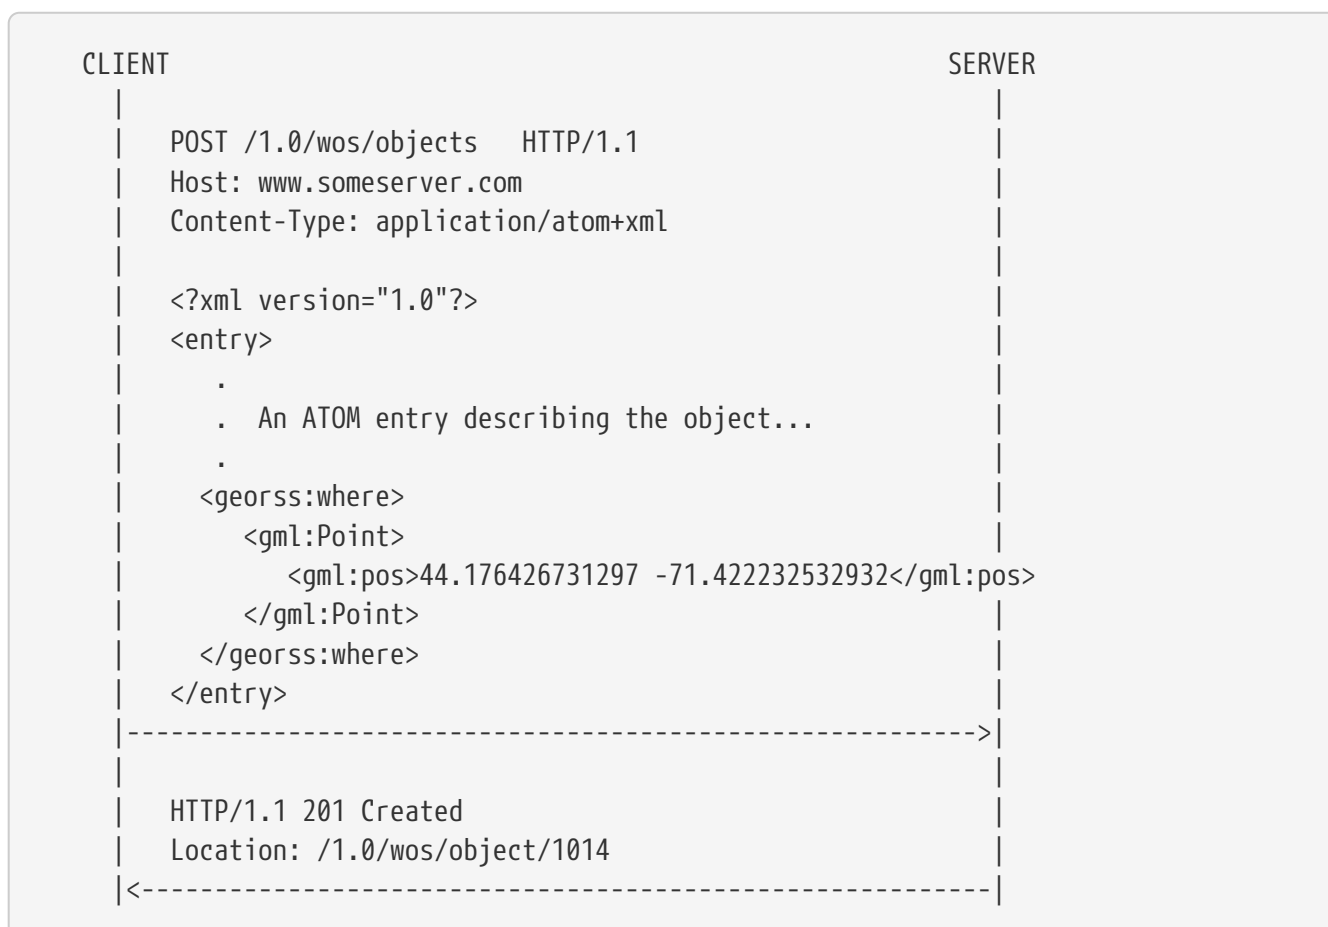 CLIENT                                                     SERVER
  |                                                           |
  |   POST /1.0/wos/objects   HTTP/1.1                        |
  |   Host: www.someserver.com                                |
  |   Content-Type: application/atom+xml                      |
  |                                                           |
  |   <?xml version="1.0"?>                                   |
  |   <entry>                                                 |
  |      .                                                    |
  |      .  An ATOM entry describing the object...            |
  |      .                                                    |
  |     <georss:where>                                        |
  |        <gml:Point>                                        |
  |           <gml:pos>44.176426731297 -71.422232532932</gml:pos>
  |        </gml:Point>                                       |
  |     </georss:where>                                       |
  |   </entry>                                                |
  |---------------------------------------------------------->|
  |                                                           |
  |   HTTP/1.1 201 Created                                    |
  |   Location: /1.0/wos/object/1014                          |
  |<----------------------------------------------------------|